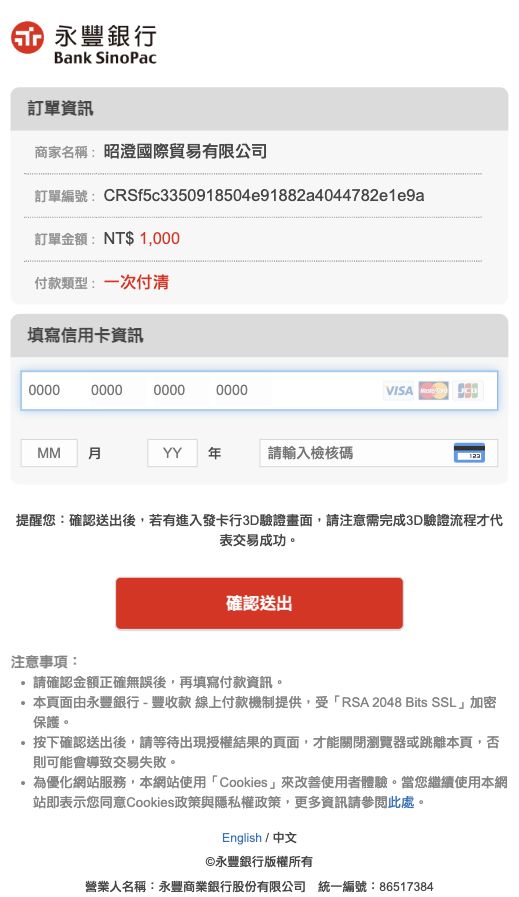 永豐銀行
Bank SinoPac
訂單資訊
商家名稱： 昭澄國際貿易有限公司
訂單編號： CRSf5c3350918504e91882a4044782e1e9a
訂單金額： NT$ 1,000
付款類型： 一次付清
填寫信用卡資訊
0000 0000 0000 0000 VISA MasterCard JCB
MM 月 YY 年 請輸入檢核碼 123
提醒您：確認送出後，若有進入發卡行3D驗證畫面，請注意需完成3D驗證流程才代
表交易成功。
確認送出
注意事項：
• 請確認金額正確無誤後，再填寫付款資訊。
• 本頁面由永豐銀行 - 豐收款 線上付款機制提供，受「RSA 2048 Bits SSL」加密
保護。
• 按下確認送出後，請等待出現授權結果的頁面，才能關閉瀏覽器或跳離本頁，否
則可能會導致交易失敗。
• 為優化網站服務，本網站使用「Cookies」來改善使用者體驗。當您繼續使用本網
站即表示您同意Cookies政策與隱私權政策，更多資訊請參閱此處。
English / 中文
©永豐銀行版權所有
營業人名稱：永豐商業銀行股份有限公司 統一編號：86517384